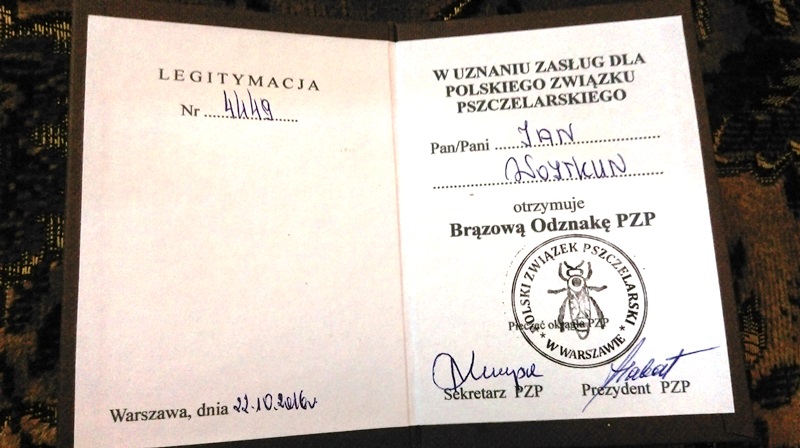 LEGITYMACJA
Nr ...4449......
Warszawa, dnia 22.10.2016r
W UZNANIU ZASŁUG DLA
POLSKIEGO ZWIĄZKU
PSZCZELARSKIEGO
Pan/Pani ....JAN..........................
WOYTKUN
otrzymuje
Brązową Odznakę PZP
POLSKI ZWIĄZEK PSZCZELARSKI
* W WARSZAWIE *
Pieczęć okrągła PZP
Sekretarz PZP
Prezydent PZP